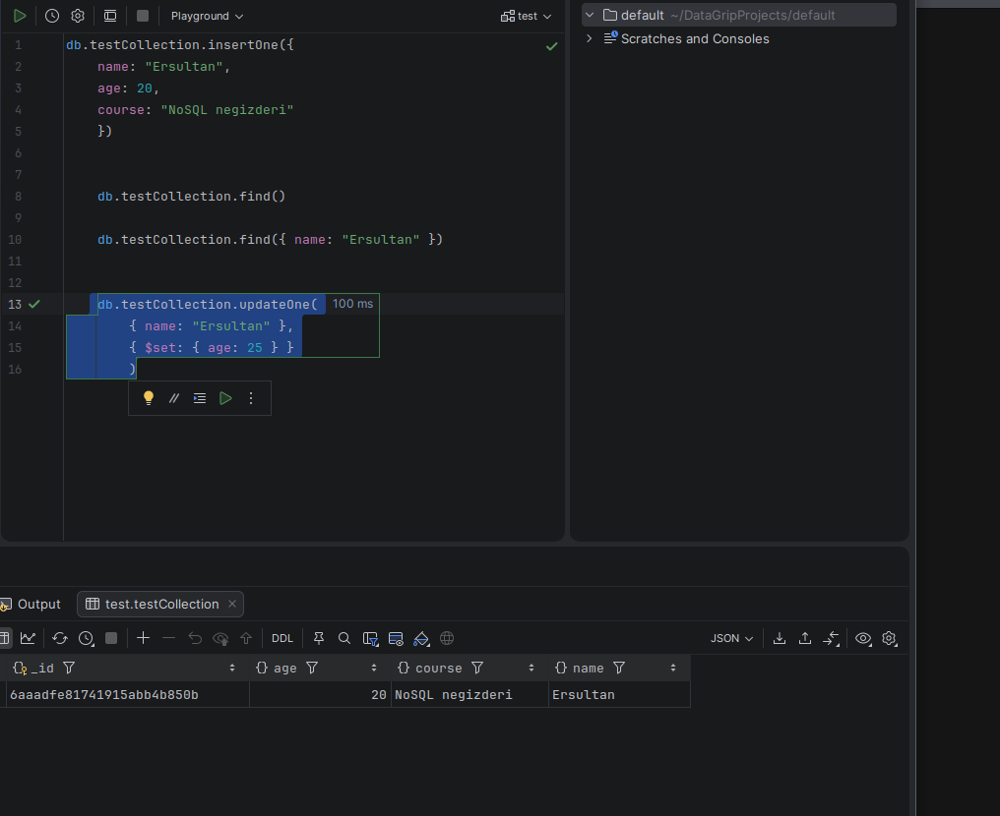 Playground
test
1 db.testCollection.insertOne({
2 name: "Ersultan",
3 age: 20,
4 course: "NoSQL negizderi"
5 })
6
7
8 db.testCollection.find()
9
10 db.testCollection.find({ name: "Ersultan" })
11
12
13 db.testCollection.updateOne( 100 ms
14 { name: "Ersultan" },
15 { $set: { age: 25 } }
16 )
default ~/DataGripProjects/default
Scratches and Consoles
Output
test.testCollection
DDL
JSON
_id age course name
6aaadfe81741915abb4b850b 20 NoSQL negizderi Ersultan